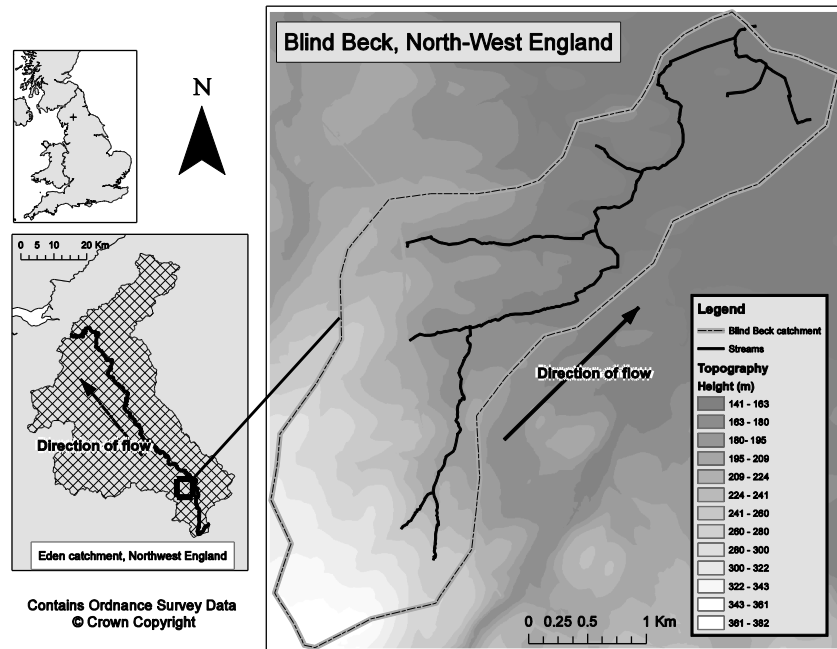 Blind Beck, North-West England
N
0 5 10 20 Km
Direction of flow
Eden catchment, Northwest England
Contains Ordnance Survey Data
© Crown Copyright
Direction of flow
0 0.25 0.5 1 Km
Legend
Blind Beck catchment
Streams
Topography
Height (m)
141 - 163
163 - 180
180- 195
195 - 209
209 - 224
224 - 241
241 - 260
260 - 280
280 - 300
300 - 322
322 - 343
343 - 361
361 - 382